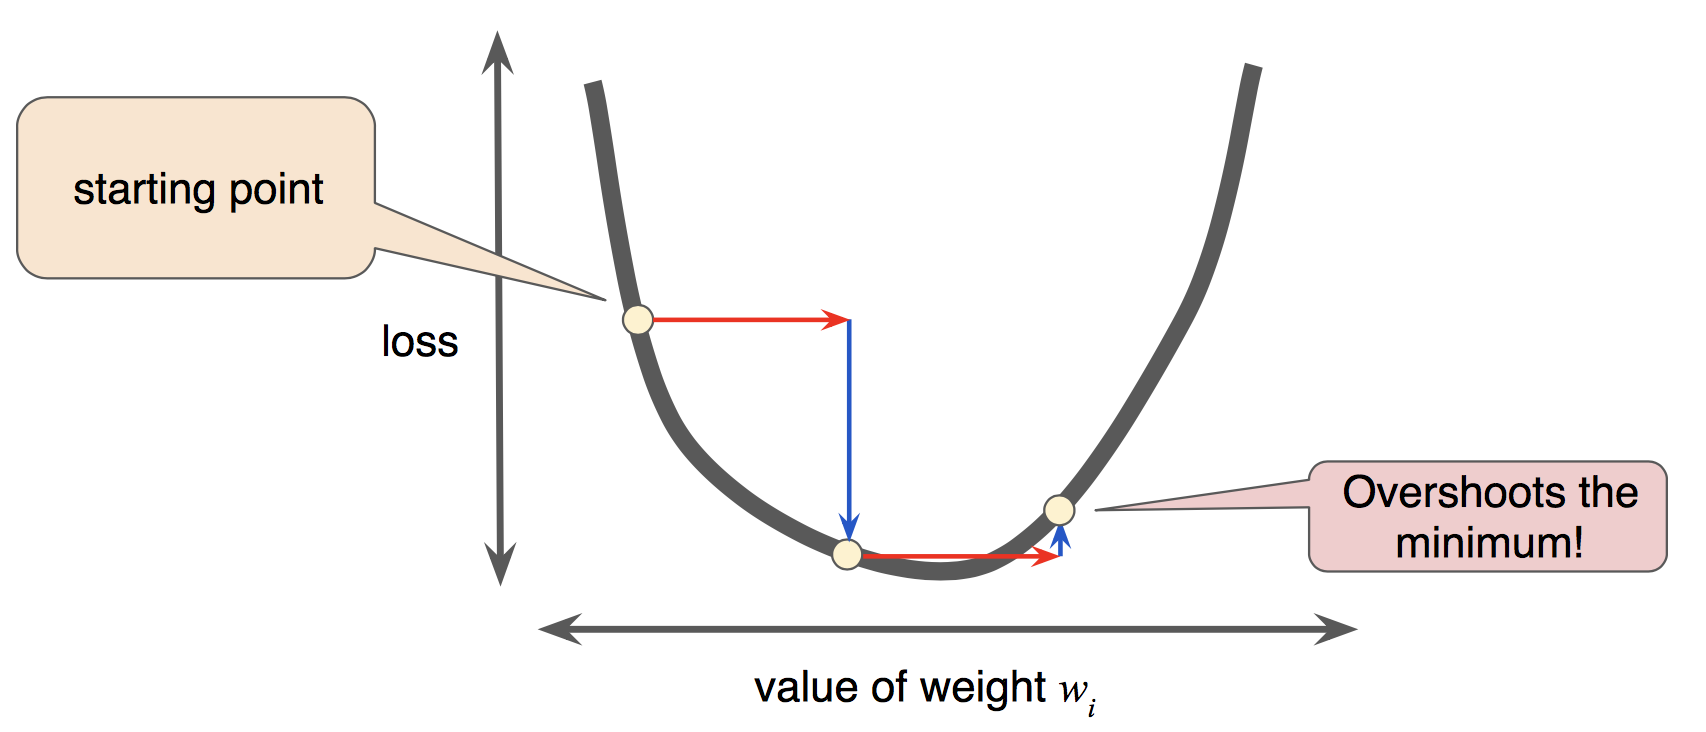 starting point
loss
Overshoots the
minimum!
value of weight wᵢ